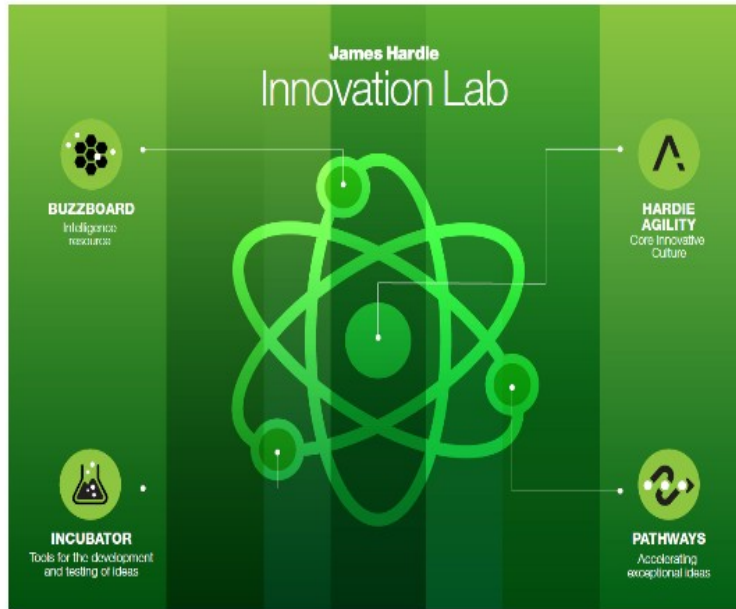 James Hardie
Innovation Lab
BUZZBOARD
Intelligence
resource
HARDIE
AGILITY
Core Innovative
Culture
INCUBATOR
Tools for the development
and testing of ideas
PATHWAYS
Accelerating
exceptional ideas